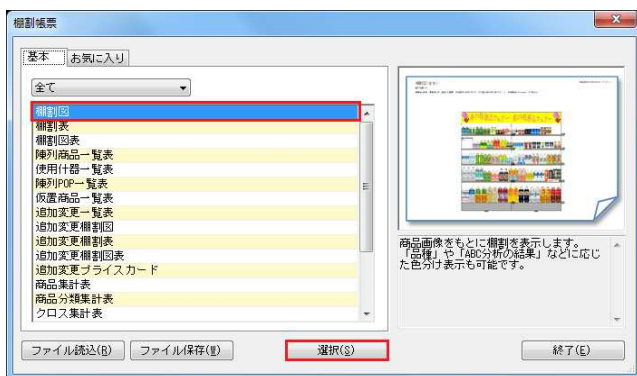 棚割帳票
基本 お気に入り
全て
棚割図
棚割表
棚割図表
陳列商品一覧表
使用什器一覧表
陳列POP一覧表
仮置商品一覧表
追加変更一覧表
追加変更棚割図
追加変更棚割表
追加変更棚割図表
追加変更プライスカード
商品集計表
商品分類集計表
クロス集計表
商品画像をもとに棚割を表示します。
「品種」や「ABC分析の結果」などに応じ
た色分け表示も可能です。
ファイル読込(R) ファイル保存(W) 選択(S) 終了(E)